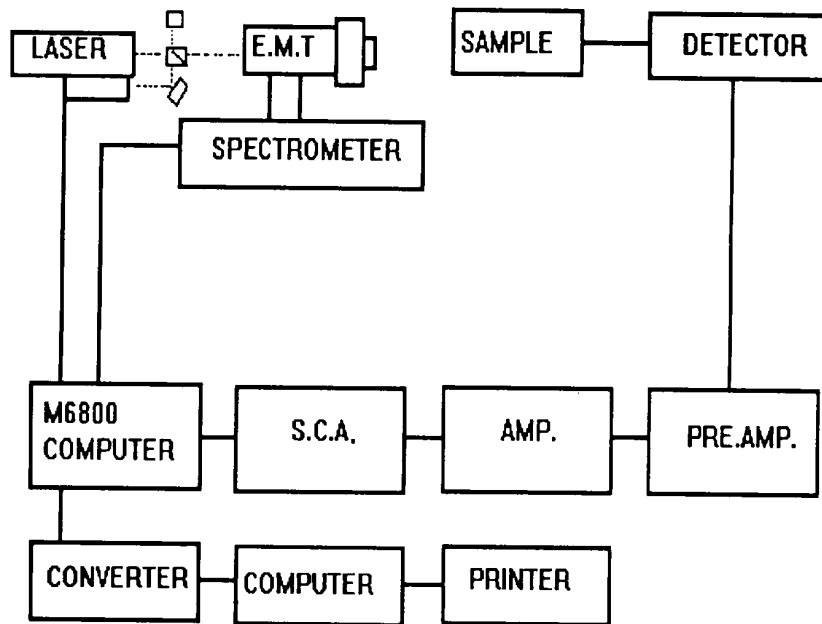 LASER
E.M.T
SAMPLE
DETECTOR
SPECTROMETER
M6800
COMPUTER
S.C.A.
AMP.
PRE.AMP.
CONVERTER
COMPUTER
PRINTER